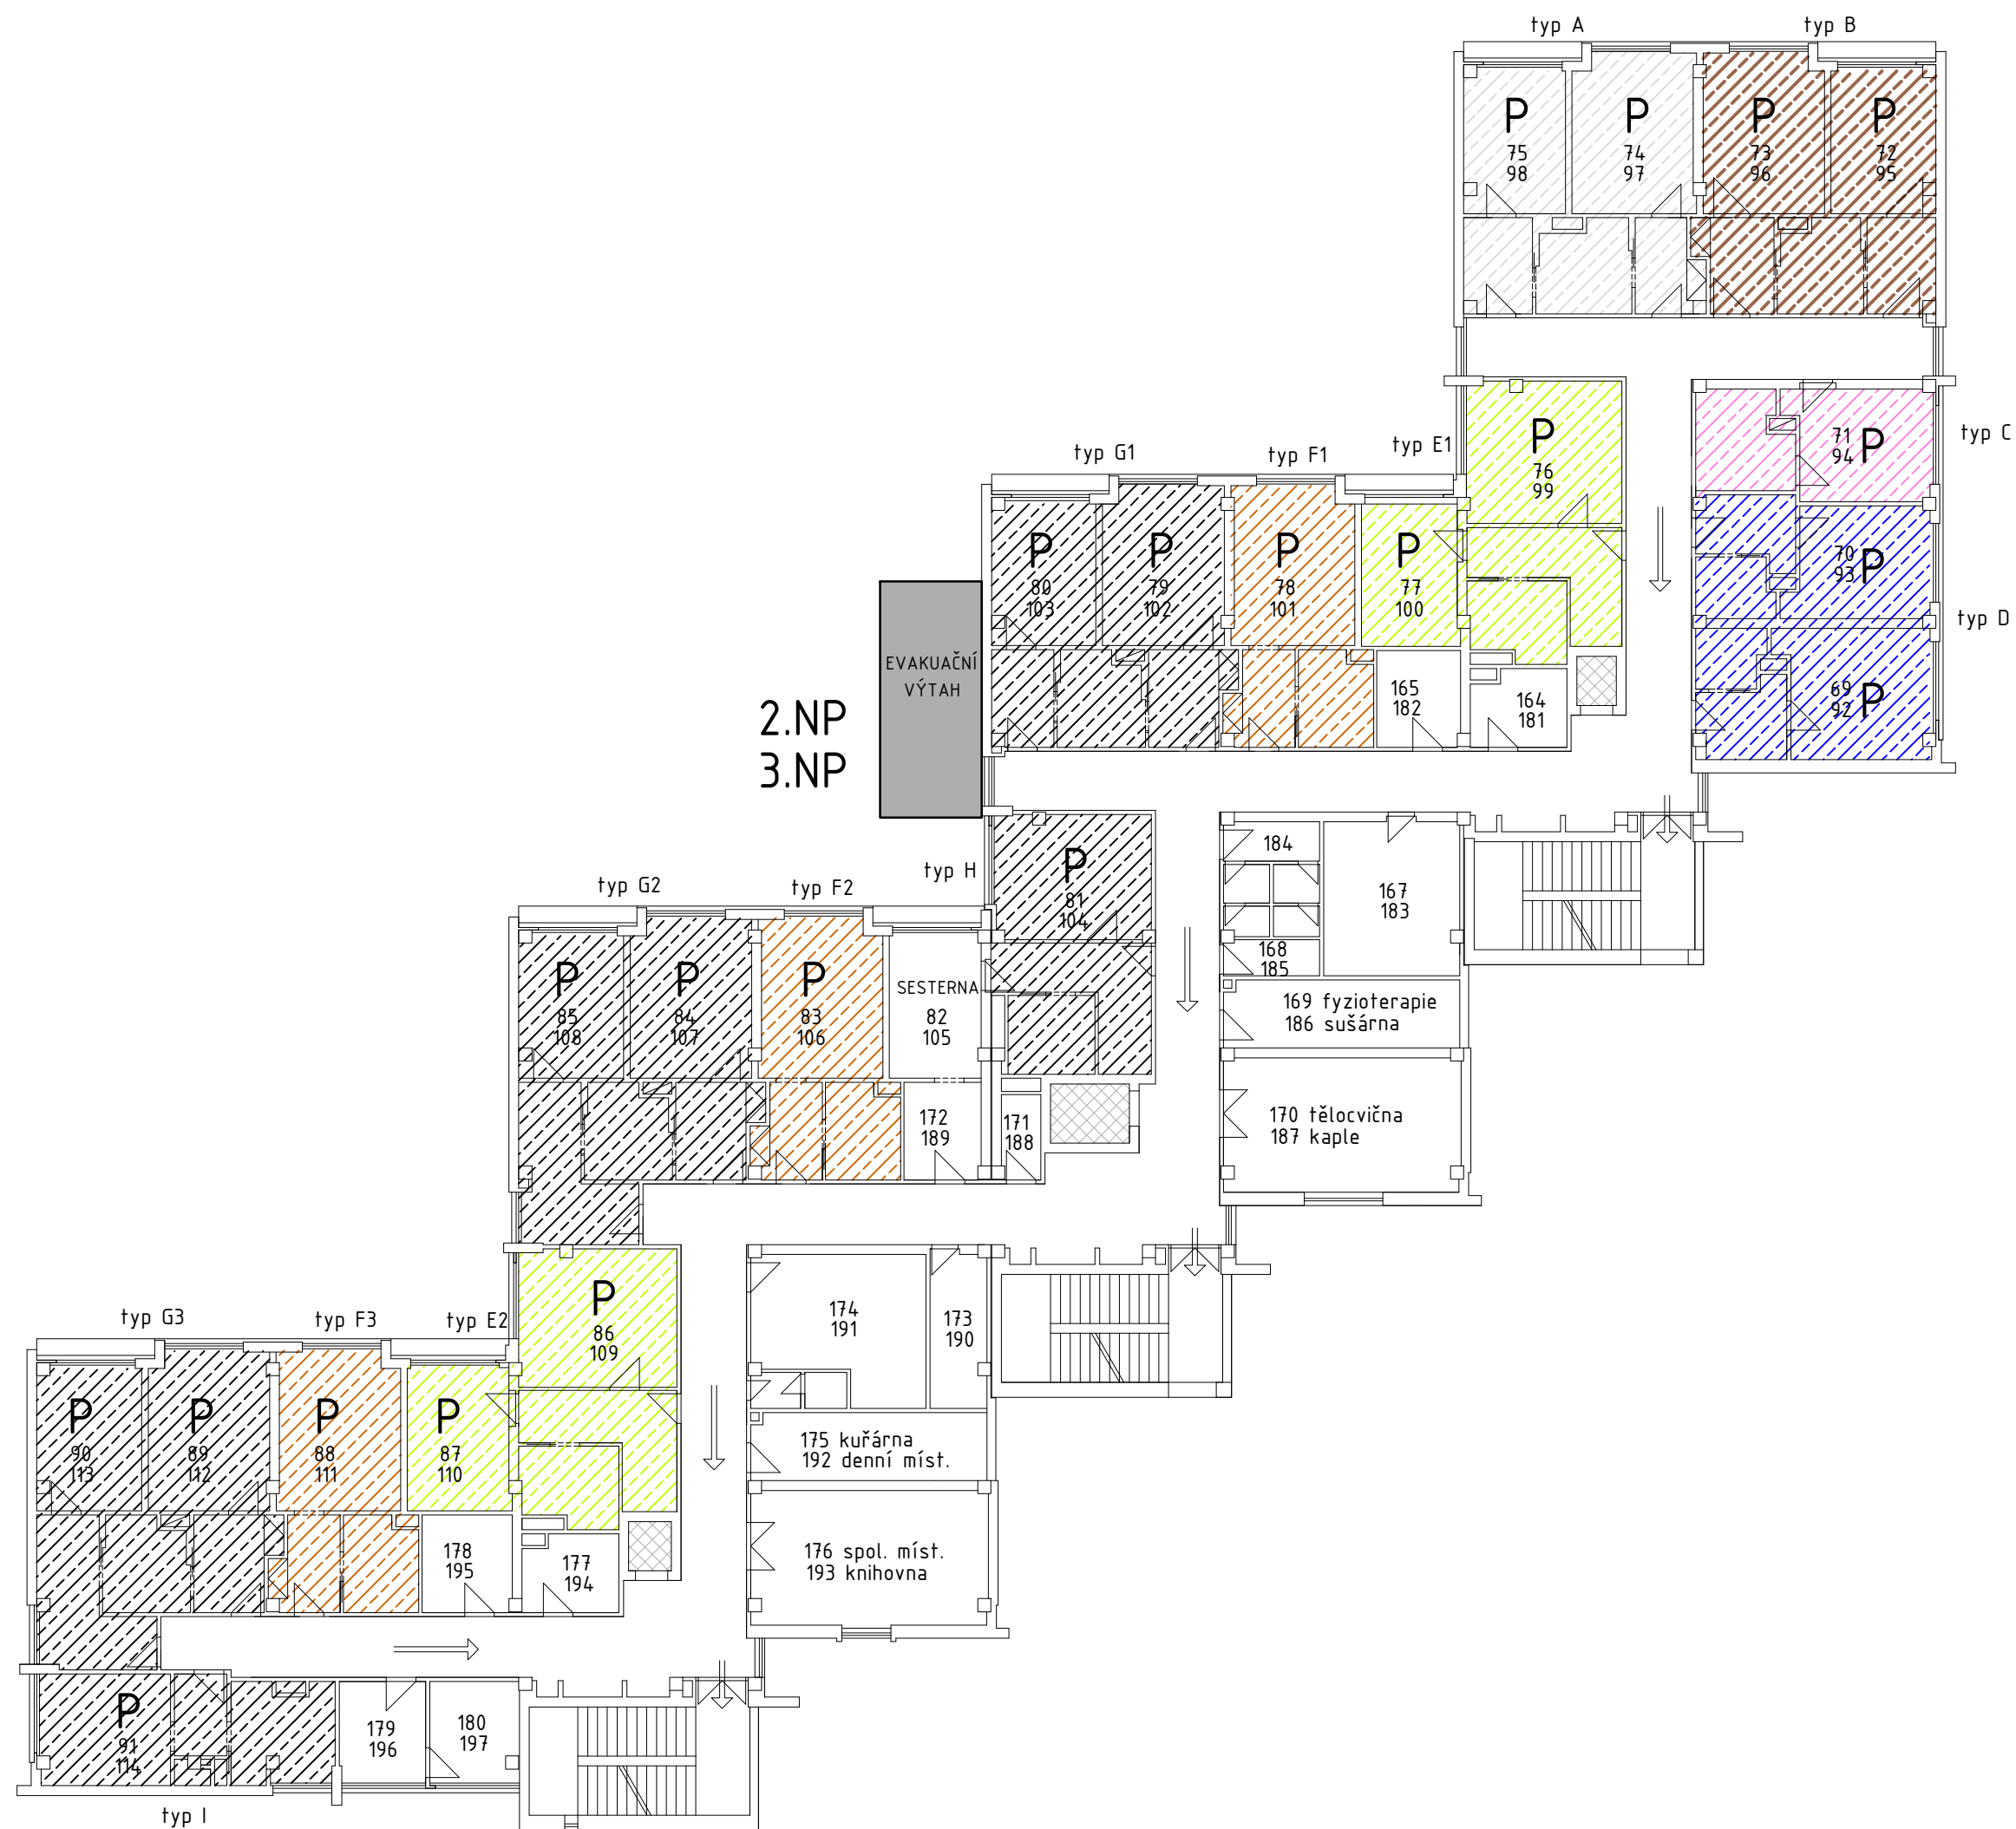 typ A
typ B
P
75
98
P
74
97
P
73
96
P
72
95
typ C
71
94
P
typ G1
typ F1
typ E1
P
76
99
P
80
103
P
79
102
P
78
101
P
77
100
70
93
P
typ D
69
92
P
EVAKUAČNÍ
VÝTAH
2.NP
3.NP
165
182
164
181
typ H
P
81
104
184
167
183
168
185
typ G2
typ F2
P
85
108
P
84
107
P
83
106
SESTERNA
82
105
169 fyzioterapie
186 sušárna
172
189
171
188
170 tělocvična
187 kaple
typ G3
typ F3
typ E2
P
86
109
174
191
173
190
P
90
113
P
89
112
P
88
111
P
87
110
175 kuřárna
192 denní míst.
178
195
177
194
176 spol. míst.
193 knihovna
P
91
114
179
196
180
197
typ I